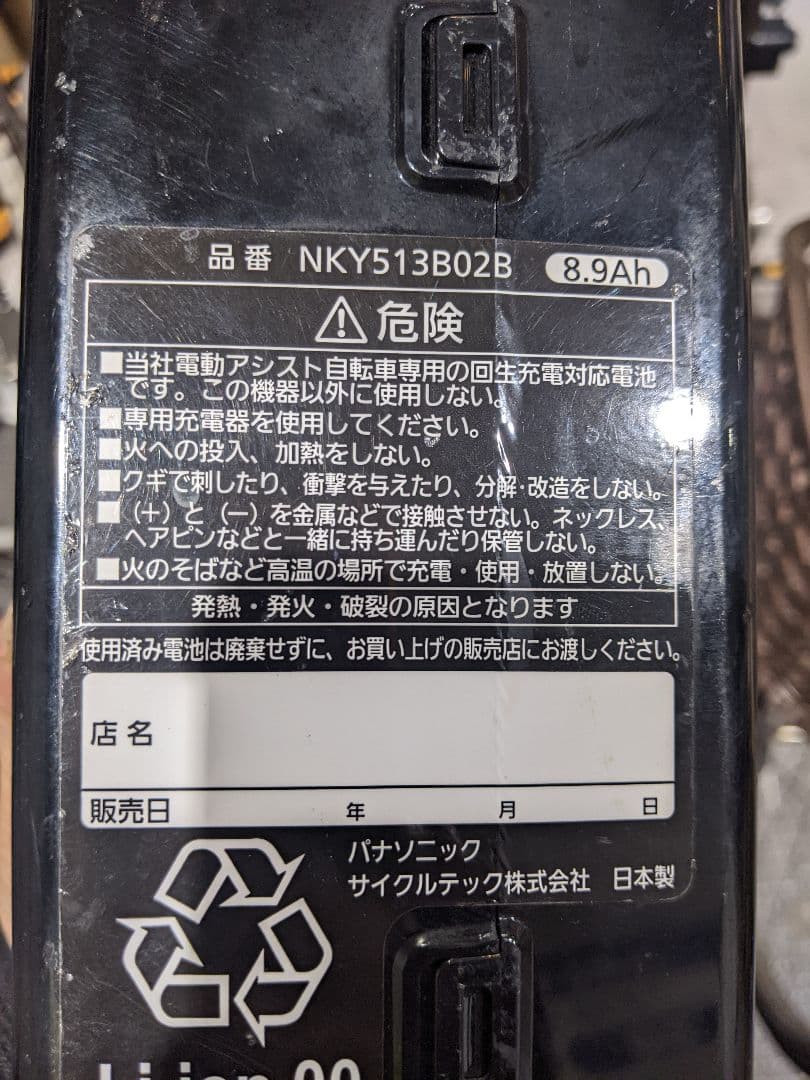 品番 NKY513B02B 8.9Ah
危険
■当社電動アシスト自転車専用の回生充電対応電池
です。この機器以外に使用しない。
■専用充電器を使用してください。
■火への投入、加熱をしない。
■クギで刺したり、衝撃を与えたり、分解・改造をしない。
■(+)と(−)を金属などで接触させない。ネックレス、
ヘアピンなどと一緒に持ち運んだり保管しない。
■火のそばなど高温の場所で充電・使用・放置しない。
発熱・発火・破裂の原因となります
使用済み電池は廃棄せずに、お買い上げの販売店にお渡しください。
店名
販売日 年 月 日
パナソニック
サイクルテック株式会社 日本製
Li-ion 00